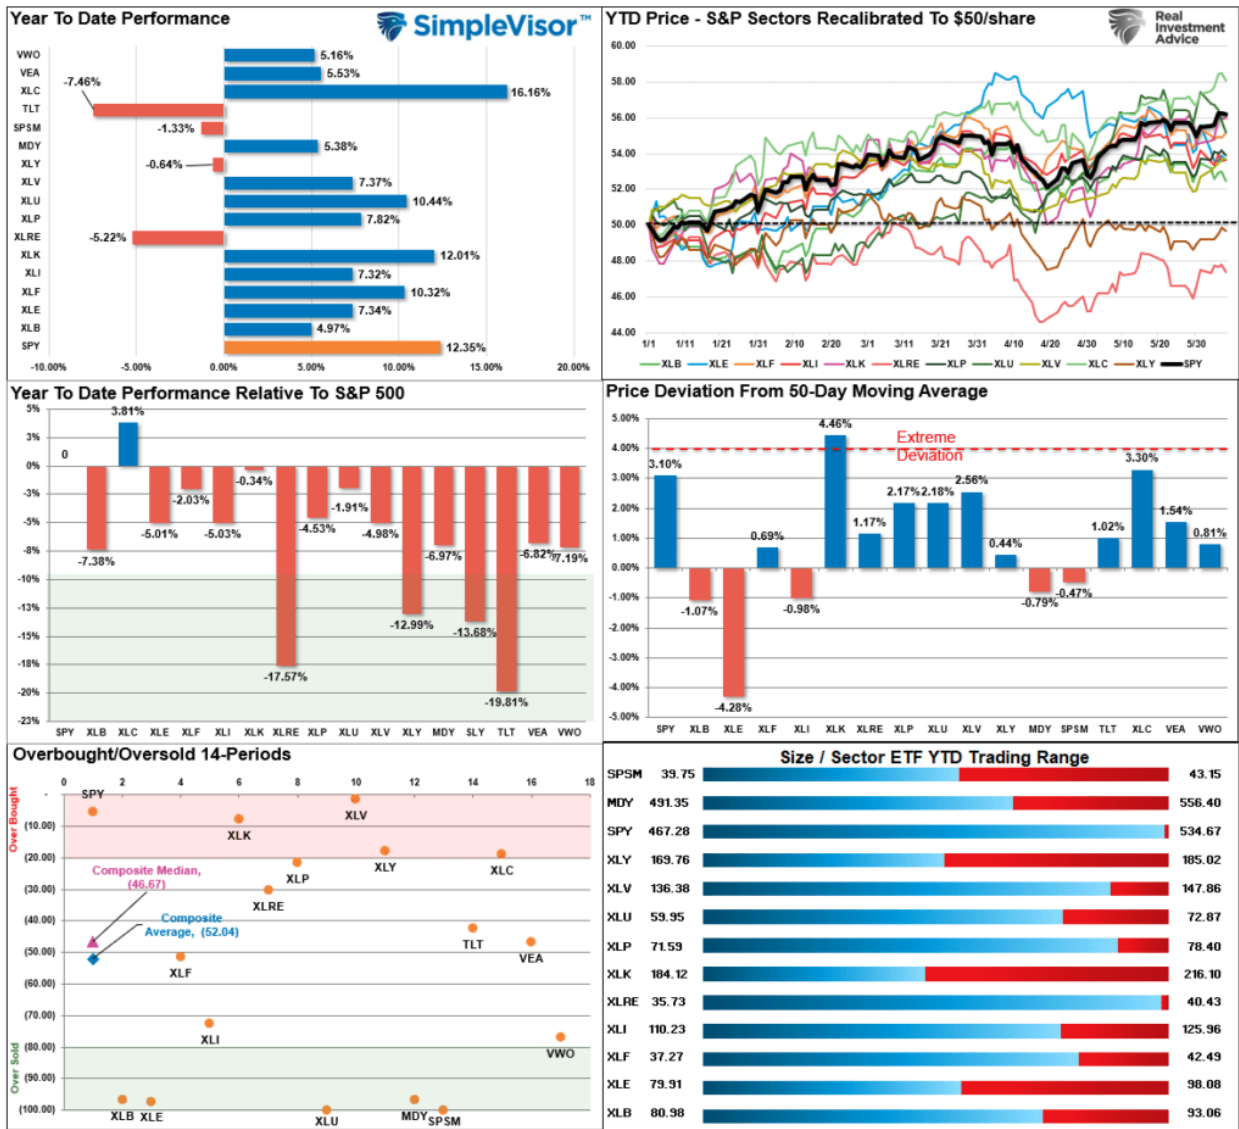 Year To Date Performance
SimpleVisor™
VWO 5.16%
VEA 5.53%
XLC 16.16%
TLT -7.46%
SPSM -1.33%
MDY 5.38%
XLY -0.64%
XLV 7.37%
XLU 10.44%
XLP 7.82%
XLRE -5.22%
XLK 12.01%
XLI 7.32%
XLF 10.32%
XLE 7.34%
XLB 4.97%
SPY 12.35%
-10.00% -5.00% 0.00% 5.00% 10.00% 15.00% 20.00%
YTD Price - S&P Sectors Recalibrated To $50/share
Real
Investment
Advice
60.00
58.00
56.00
54.00
52.00
50.00
48.00
46.00
44.00
1/1 1/11 1/21 1/31 2/10 2/20 3/1 3/11 3/21 3/31 4/10 4/20 4/30 5/10 5/20 5/30
XLB XLE XLF XLI XLK XLRE XLP XLU XLV XLC XLY SPY
Year To Date Performance Relative To S&P 500
5%
3%
0%
-3%
-5%
-8%
-10%
-13%
-15%
-18%
-20%
-23%
0
-7.38%
3.81%
-5.01%
-2.03%
-5.03%
-0.34%
-17.57%
-4.53%
-1.91%
-4.98%
-12.99%
-6.97%
-13.68%
-19.81%
-6.82%
-7.19%
SPY XLB XLC XLE XLF XLI XLK XLRE XLP XLU XLV XLY MDY SLY TLT VEA VWO
Price Deviation From 50-Day Moving Average
5.00%
4.00%
3.00%
2.00%
1.00%
0.00%
-1.00%
-2.00%
-3.00%
-4.00%
-5.00%
Extreme
Deviation
3.10%
-1.07%
-4.28%
0.69%
-0.98%
4.46%
1.17%
2.17%
2.18%
2.56%
0.44%
-0.79%
-0.47%
1.02%
3.30%
1.54%
0.81%
SPY XLB XLE XLF XLI XLK XLRE XLP XLU XLV XLY MDY SPSM TLT XLC VEA VWO
Overbought/Oversold 14-Periods
0 2 4 6 8 10 12 14 16 18
-
(10.00)
(20.00)
(30.00)
(40.00)
(50.00)
(60.00)
(70.00)
(80.00)
(90.00)
(100.00)
Over Bought
Over Sold
SPY
XLV
XLK
XLY
XLP
XLC
XLRE
Composite Median,
(46.67)
Composite
Average, (52.04)
TLT
VEA
XLF
XLI
VWO
XLB
XLE
XLU
MDY
SPSM
Size / Sector ETF YTD Trading Range
SPSM 39.75 43.15
MDY 491.35 556.40
SPY 467.28 534.67
XLY 169.76 185.02
XLV 136.38 147.86
XLU 59.95 72.87
XLP 71.59 78.40
XLK 184.12 216.10
XLRE 35.73 40.43
XLI 110.23 125.96
XLF 37.27 42.49
XLE 79.91 98.08
XLB 80.98 93.06